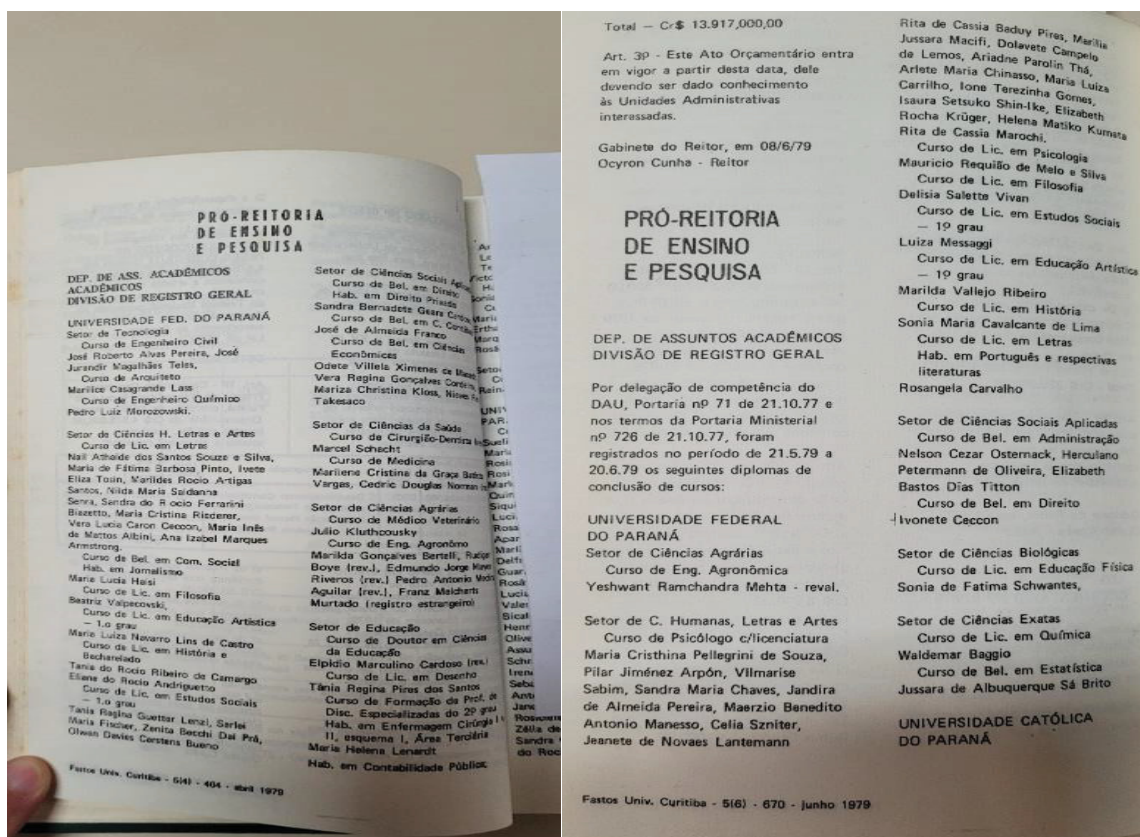 PRÓ-REITORIA
DE ENSINO
E PESQUISA
DEP. DE ASS. ACADÊMICOS
ACADÊMICOS
DIVISÃO DE REGISTRO GERAL
UNIVERSIDADE FED. DO PARANÁ
Setor de Tecnologia
Curso de Engenheiro Civil
José Roberto Alvas Pereira, José
Jurandir Magalhães Teles,
Curso de Arquiteto
Marilice Casagrande Lass
Curso de Engenheiro Químico
Pedro Luiz Morozowski.
Setor de Ciências H. Letras e Artes
Curso de Lic. em Letras
Nail Athaide dos Santos Souza e Silva,
Maria de Fátima Barbosa Pinto, Ivete
Eliza Tosin, Marildes Rocio Artigas
Santos, Nilda Maria Saldanna
Senra, Sandra do Rocio Ferrarini
Bizzetto, Maria Cristina Riederer,
Vera Lucia Caron Ceccon, Maria Inês
de Mattos Albini, Ana Izabel Marques
Armstrong.
Curso de Bel. em Com. Social
Hab. em Jornalismo
Maria Lucia Heisi
Curso de Lic. em Filosofia
Beatriz Valpecovski,
Curso de Lic. em Educação Artística
— 1.o grau
Maria Luiza Navarro Lins de Castro
Curso de Lic. em História e
Bacharelado
Tania do Rocio Ribeiro de Camargo
Eliane do Rocio Andriguetto
Curso de Lic. em Estudos Sociais
— 1.o grau
Tania Regina Guettar Lenzi, Sarlei
Maria Fischer, Zenita Becchi Dal Prá,
Olwan Davies Cerstens Bueno
Setor de Ciências Sociais
Curso de Bel. em Direito
Hab. em Direito Privado
Sandra Bernadete Geara
Curso de Bel. em C.
José de Almeida Franco
Curso de Bel. em Ciências
Econômicas
Odete Villela Ximenes de
Vera Regina Gonçalves
Mariza Christina Kloss,
Takesaco
Setor de Ciências da Saúde
Curso de Cirurgião-Dentista
Marcel Schacht
Curso de Medicina
Marilene Cristina da Graça
Vargas, Cedric Douglas Norman
Setor de Ciências Agrárias
Curso de Médico Veterinário
Julio Kluthcousky
Curso de Eng. Agronômo
Marilda Gonçalves Bertell,
Boye (rev.), Edmundo Jorge
Riveros (rev.) Pedro Antonio
Aguilar (rev.), Franz
Murtado (registro estrangeiro)
Setor de Educação
Curso de Doutor em Ciência
da Educação
Elpidio Marculino Cardoso (rev.)
Curso de Lic. em Desenho
Tânia Regina Pires dos Santos
Curso de Formação de Prof. de
Disc. Especializadas do 2º grau
Hab. em Enfermagem Cirúrgica
II, esquema I, Área Terciária
Maria Helena Lenardt
Hab. em Contabilidade Pública
Fastos Univ. Curitiba - 5(4) - 404 - abril 1979
Total — Cr$ 13.917,000,00
Art. 3º - Este Ato Orçamentário entra
em vigor a partir desta data, dele
devendo ser dado conhecimento
às Unidades Administrativas
interessadas.
Gabinete do Reitor, em 08/6/79
Ocyron Cunha - Reitor
PRÓ-REITORIA
DE ENSINO
E PESQUISA
DEP. DE ASSUNTOS ACADÊMICOS
DIVISÃO DE REGISTRO GERAL
Por delegação de competência do
DAU, Portaria nº 71 de 21.10.77 e
nos termos da Portaria Ministerial
nº 726 de 21.10.77, foram
registrados no período de 21.5.79 a
20.6.79 os seguintes diplomas de
conclusão de cursos:
UNIVERSIDADE FEDERAL
DO PARANÁ
Setor de Ciências Agrárias
Curso de Eng. Agronômica
Yeshwant Ramchandra Mehta - reval.
Setor de C. Humanas, Letras e Artes
Curso de Psicólogo c/licenciatura
Maria Cristhina Pellegrini de Souza,
Pilar Jiménez Arpón, Vilmarise
Sabim, Sandra Maria Chaves, Jandira
de Almeida Pereira, Maerzio Benedito
Antonio Manesso, Celia Szniter,
Jeanete de Novaes Lantemann
Rita de Cassia Baduy Pires, Marilia
Jussara Macifi, Dolavete Campelo
de Lemos, Ariadne Parolin Thá,
Arlete Maria Chinasso, Maria Luiza
Carrilho, Ione Terezinha Gomes,
Isaura Setsuko Shin-Ike, Elizabeth
Rocha Krüger, Helena Matiko Kumata
Rita de Cassia Marochi.
Curso de Lic. em Psicologia
Mauricio Requião de Melo e Silva
Curso de Lic. em Filosofia
Delisia Salette Vivan
Curso de Lic. em Estudos Sociais
— 1º grau
Luiza Messaggi
Curso de Lic. em Educação Artística
— 1º grau
Marilda Vallejo Ribeiro
Curso de Lic. em História
Sonia Maria Cavalcante de Lima
Curso de Lic. em Letras
Hab. em Português e respectivas
literaturas
Rosangela Carvalho
Setor de Ciências Sociais Aplicadas
Curso de Bel. em Administração
Nelson Cezar Ostermack, Herculano
Petermann de Oliveira, Elizabeth
Bastos Dias Titton
Curso de Bel. em Direito
Ivonete Ceccon
Setor de Ciências Biológicas
Curso de Lic. em Educação Física
Sonia de Fatima Schwantes,
Setor de Ciências Exatas
Curso de Lic. em Química
Waldemar Baggio
Curso de Bel. em Estatística
Jussara de Albuquerque Sá Brito
UNIVERSIDADE CATÓLICA
DO PARANÁ
Fastos Univ. Curitiba - 5(6) - 670 - junho 1979